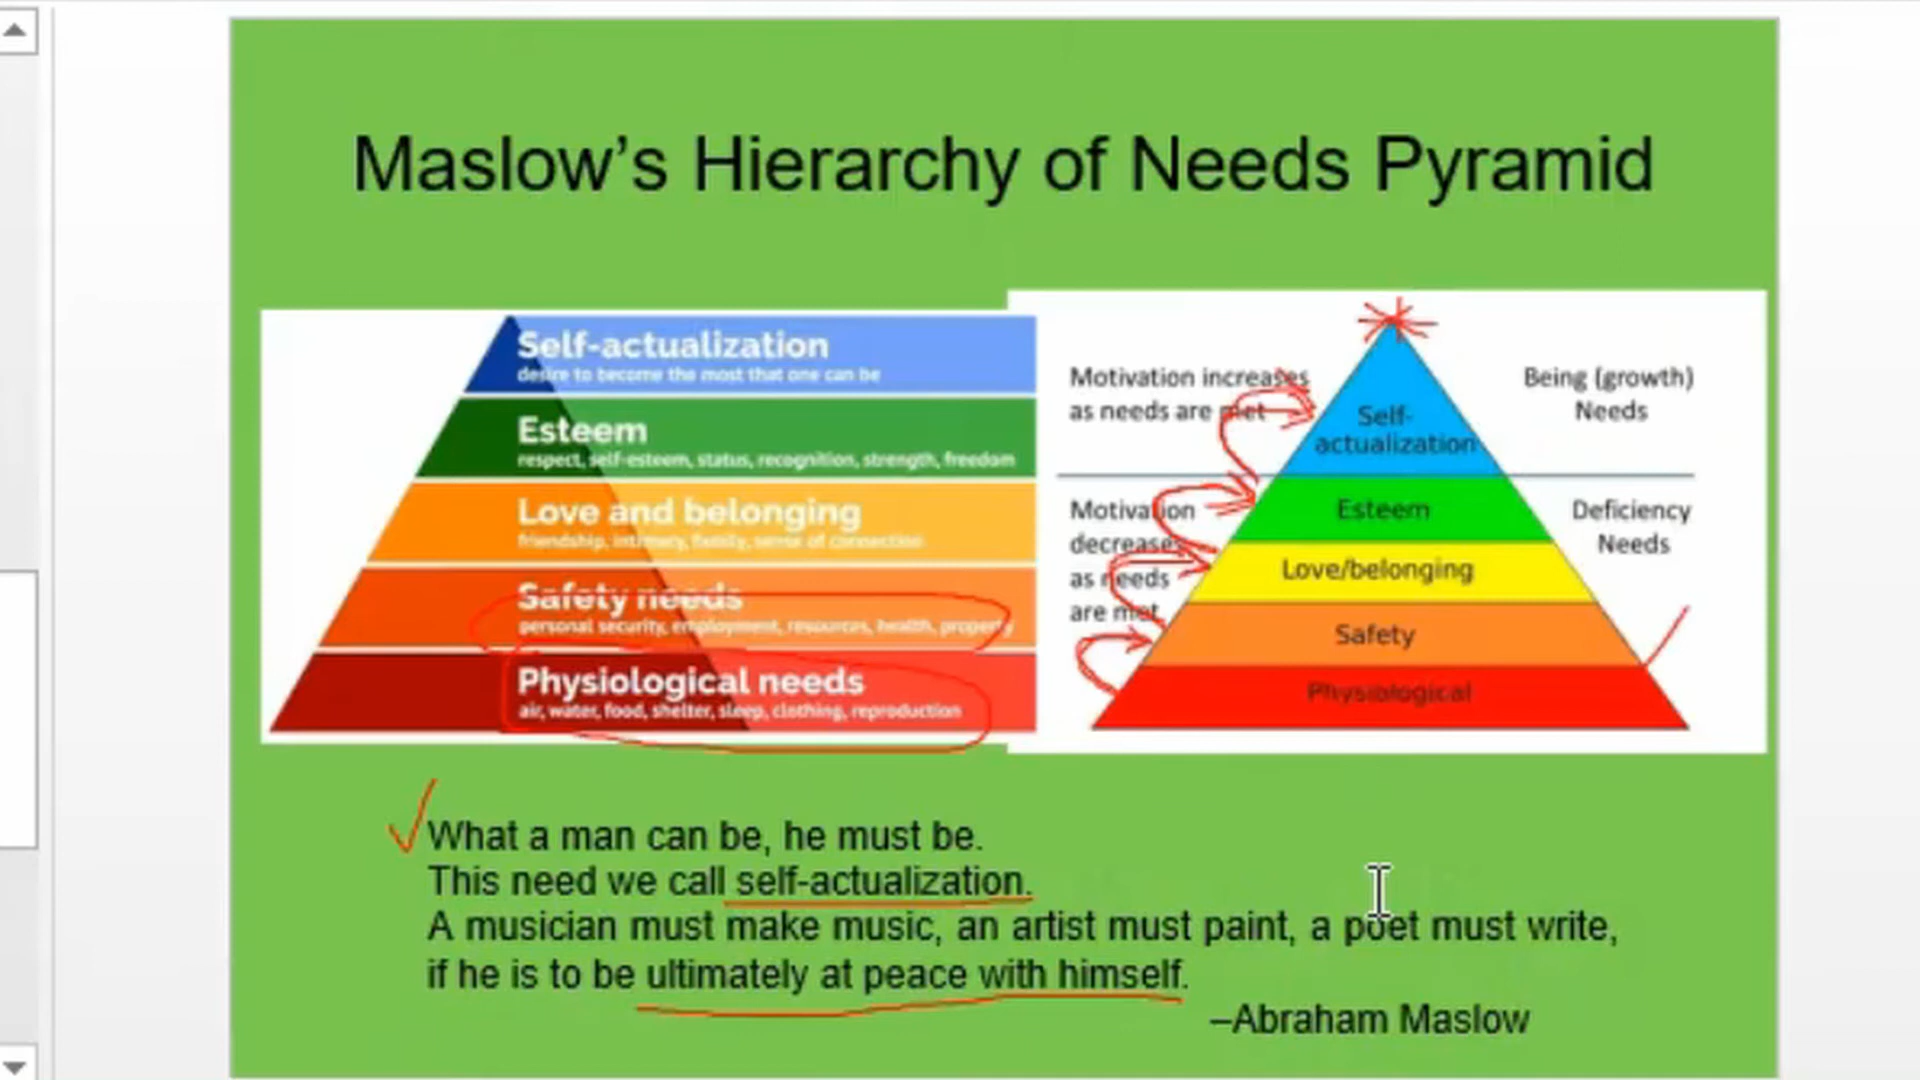 Maslow's Hierarchy of Needs Pyramid
Self-actualization
desire to become the most that one can be
Esteem
respect, self-esteem, status, recognition, strength, freedom
Love and belonging
friendship, intimacy, family, sense of connection
Safety needs
personal security, employment, resources, health, property
Physiological needs
air, water, food, shelter, sleep, clothing, reproduction
Motivation increases
as needs are met
Being (growth)
Needs
Self-
actualization
Motivation
decreases
as needs
are met
Deficiency
Needs
Esteem
Love/belonging
Safety
Physiological
What a man can be, he must be.
This need we call self-actualization.
A musician must make music, an artist must paint, a poet must write,
if he is to be ultimately at peace with himself.
–Abraham Maslow